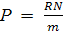 P = RN/m